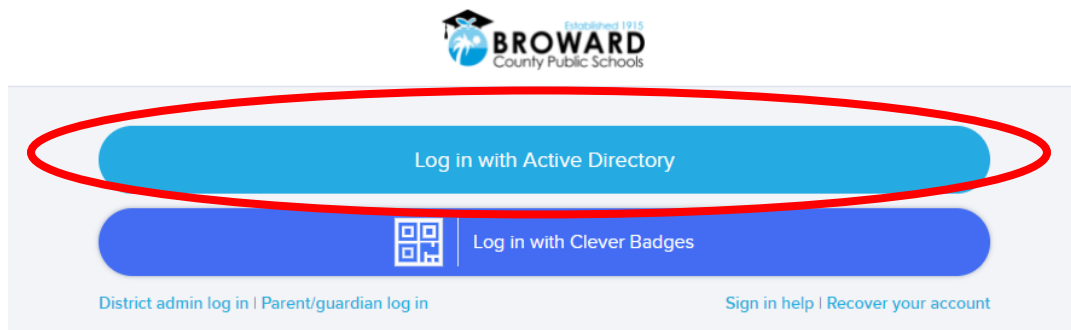 Established 1915
BROWARD
County Public Schools
Log in with Active Directory
Log in with Clever Badges
District admin log in | Parent/guardian log in
Sign in help | Recover your account